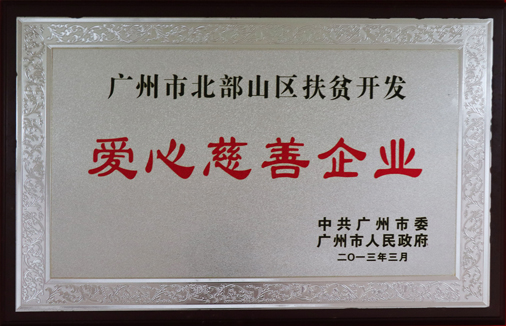 广州市北部山区扶贫开发
爱心慈善企业
中共广州市委
广州市人民政府
二〇一三年三月